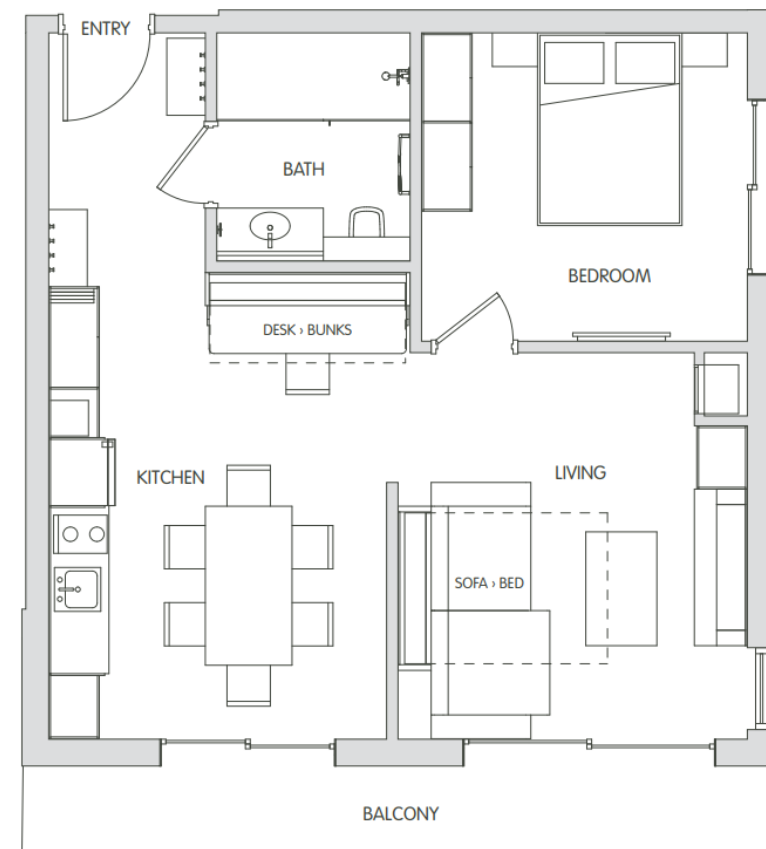 ENTRY
BATH
BEDROOM
DESK › BUNKS
KITCHEN
LIVING
SOFA › BED
BALCONY